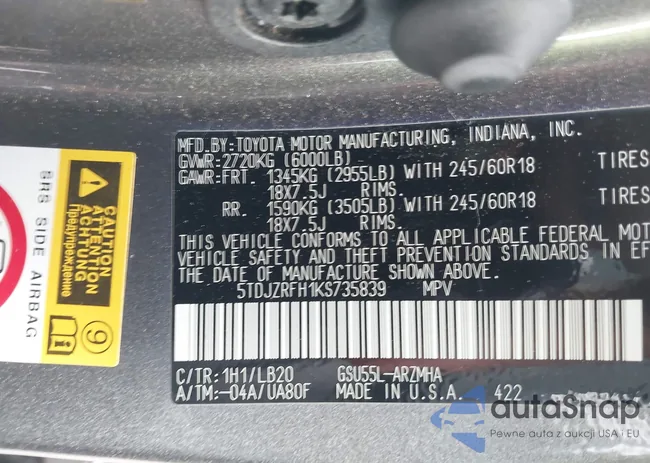 MFD. BY: TOYOTA MOTOR MANUFACTURING, INDIANA, INC.
GVWR: 2720KG (6000LB)
GAWR: FRT. 1345KG (2955LB) WITH 245/60R18 TIRES
18X7.5J RIMS.
RR. 1590KG (3505LB) WITH 245/60R18 TIRES
18X7.5J RIMS.
THIS VEHICLE CONFORMS TO ALL APPLICABLE FEDERAL MOT
VEHICLE SAFETY AND THEFT PREVENTION STANDARDS IN EF
OF MANUFACTURE SHOWN ABOVE.
5TDJZRFH1KS735839 MPV
C/TR: 1H1/LB20 GSU55L-ARZMHA
A/TM: -04A/UA80F MADE IN U.S.A. 422
SRS SIDE AIRBAG
CAUTION
ATTENTION
ACHTUNG
Предупреждение
9
autoSnap
Pewne auta z aukcji USA i EU